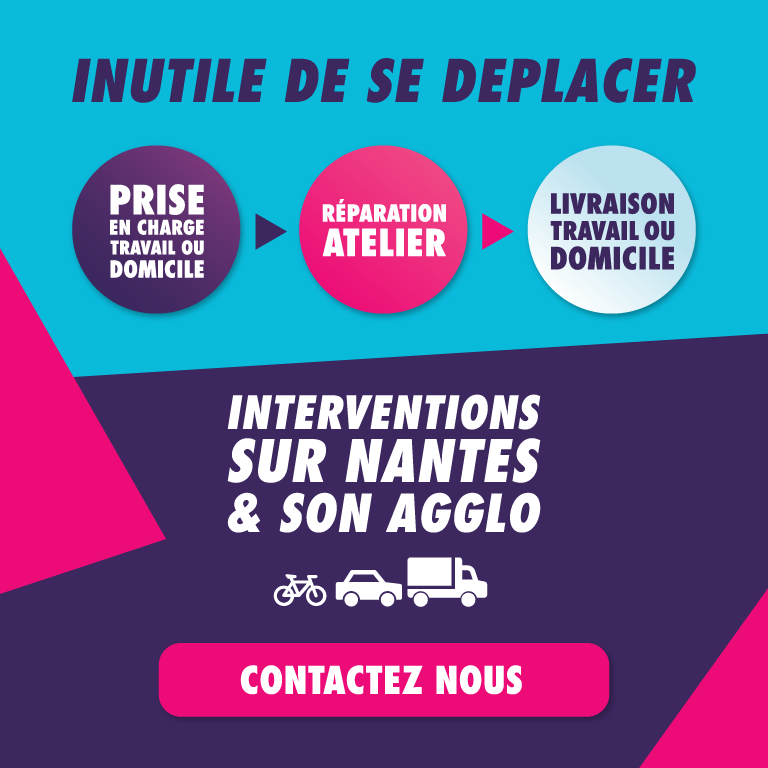 INUTILE DE SE DEPLACER
PRISE
EN CHARGE
TRAVAIL OU
DOMICILE
RÉPARATION
ATELIER
LIVRAISON
TRAVAIL OU
DOMICILE
INTERVENTIONS
SUR NANTES
& SON AGGLO
CONTACTEZ NOUS